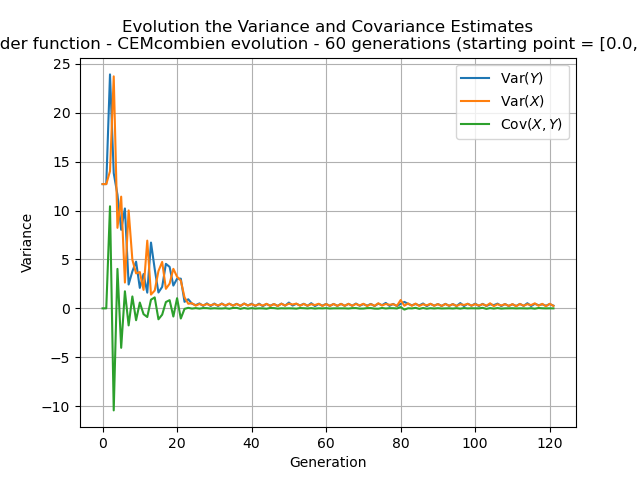 Evolution the Variance and Covariance Estimates
der function - CEMcombien evolution - 60 generations (starting point = [0.0,
Var(Y)
Var(X)
Cov(X, Y)
25
20
15
10
5
0
−5
−10
Variance
0 20 40 60 80 100 120
Generation